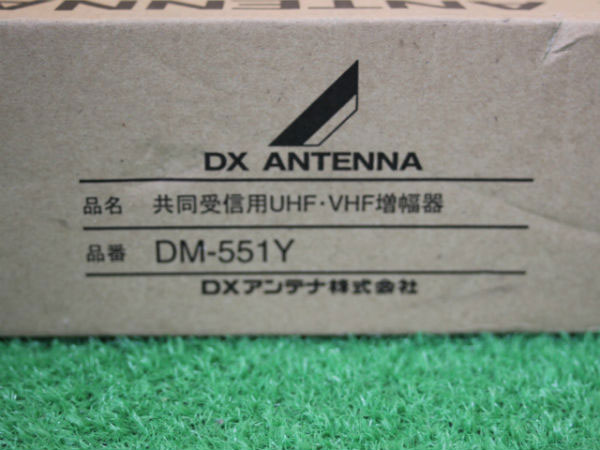 ANTENNA
DX ANTENNA
品名 共同受信用UHF・VHF増幅器
品番 DM-551Y
DXアンテナ株式会社